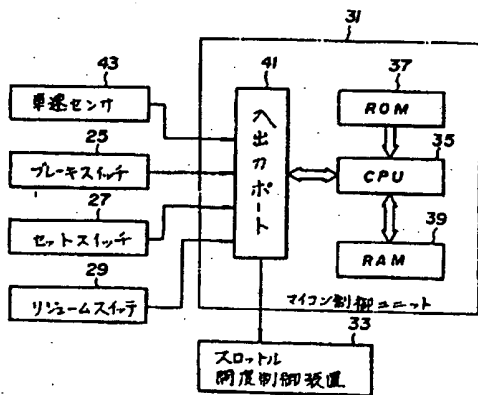 31
43
車速センサ
25
ブレーキスイッチ
27
セットスイッチ
29
リジュームスイッチ
41
入出力ポート
37
ROM
35
CPU
39
RAM
マイコン制御ユニット
33
スロットル
開度制御装置